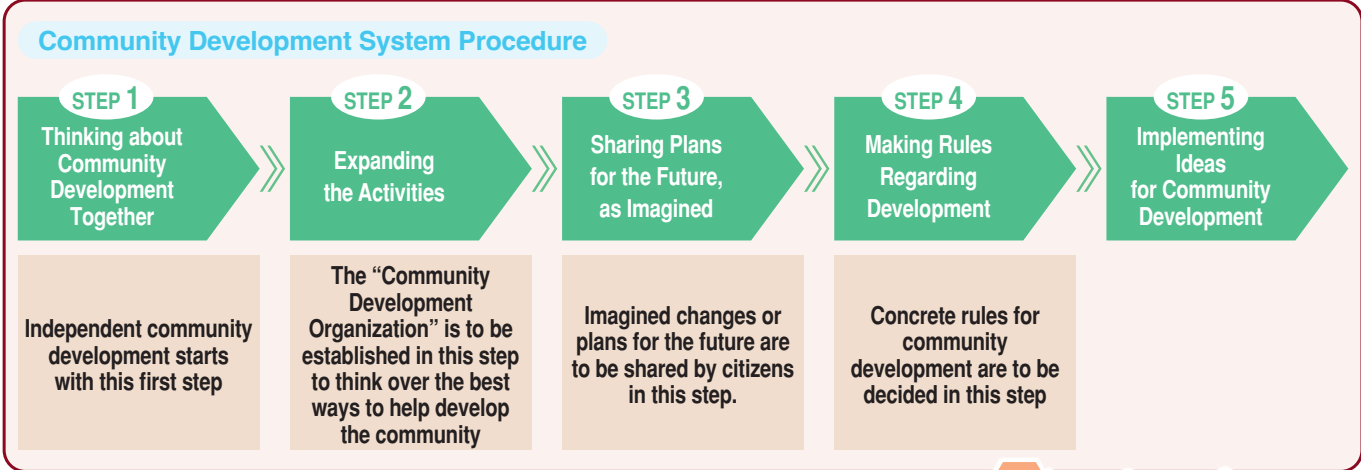 Community Development System Procedure
STEP 1
Thinking about
Community
Development
Together
STEP 2
Expanding
the Activities
STEP 3
Sharing Plans
for the Future,
as Imagined
STEP 4
Making Rules
Regarding
Development
STEP 5
Implementing
Ideas
for Community
Development
Independent community
development starts
with this first step
The “Community
Development
Organization” is to be
established in this step
to think over the best
ways to help develop
the community
Imagined changes or
plans for the future are
to be shared by citizens
in this step.
Concrete rules for
community
development are to be
decided in this step